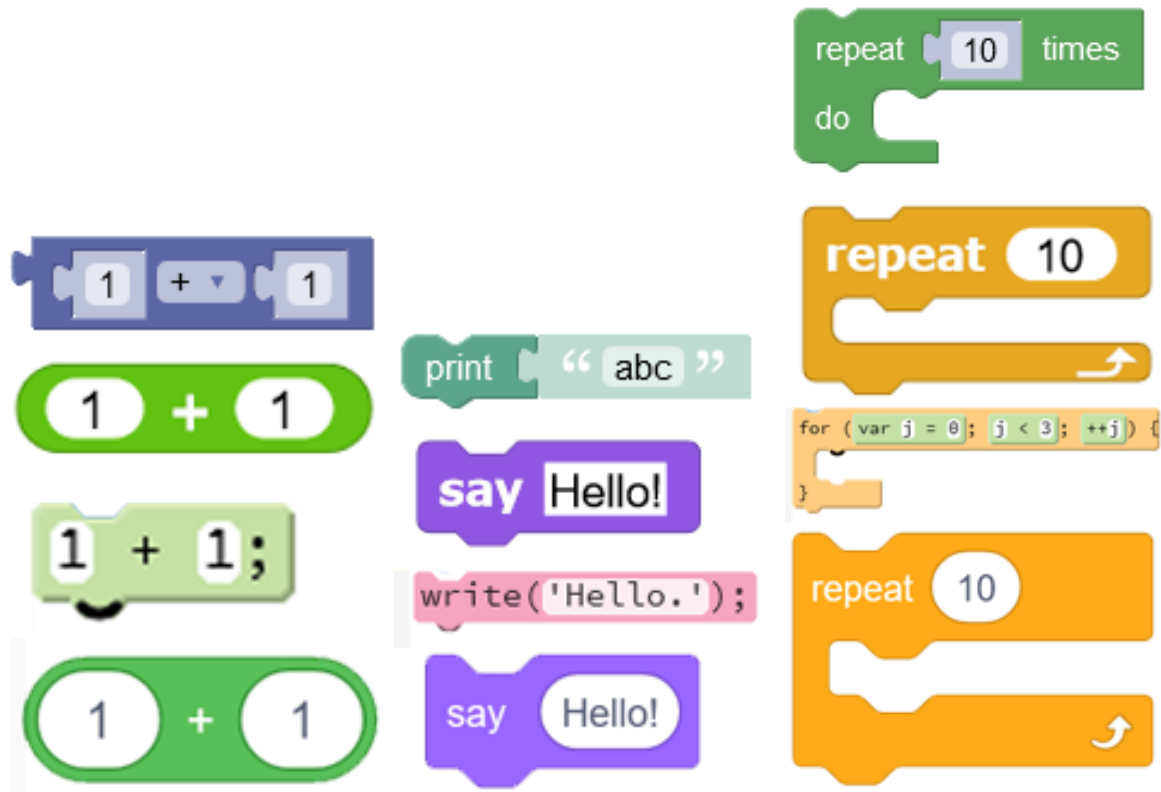 1 + ▾ 1
1 + 1
1 + 1;
1 + 1
print “ abc ”
say Hello!
write('Hello.');
say Hello!
repeat 10 times
do
repeat 10
for (var j = 0; j < 3; ++j) {
}
repeat 10